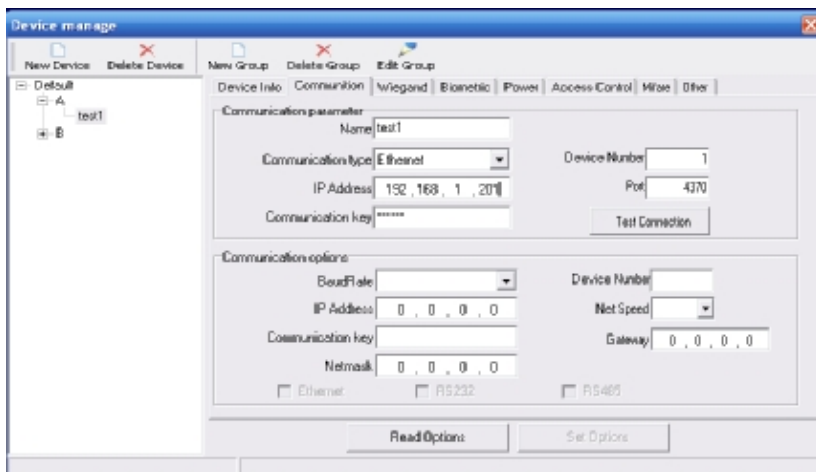 Device manage
New Device Delete Device New Group Delete Group Edit Group
Default
A
test1
B
Device Info Communition Wiegand Biometric Power Access Control Mifare Other
Communication parameter
Name test1
Communication type Ethernet Device Number 1
IP Address 192 . 168 . 1 . 201 Port 4370
Communication key ****** Test Connection
Communication options
BaudRate Device Number
IP Address 0 . 0 . 0 . 0 Net Speed
Communication key Gateway 0 . 0 . 0 . 0
Netmask 0 . 0 . 0 . 0
Ethernet RS232 RS485
Read Options Set Options